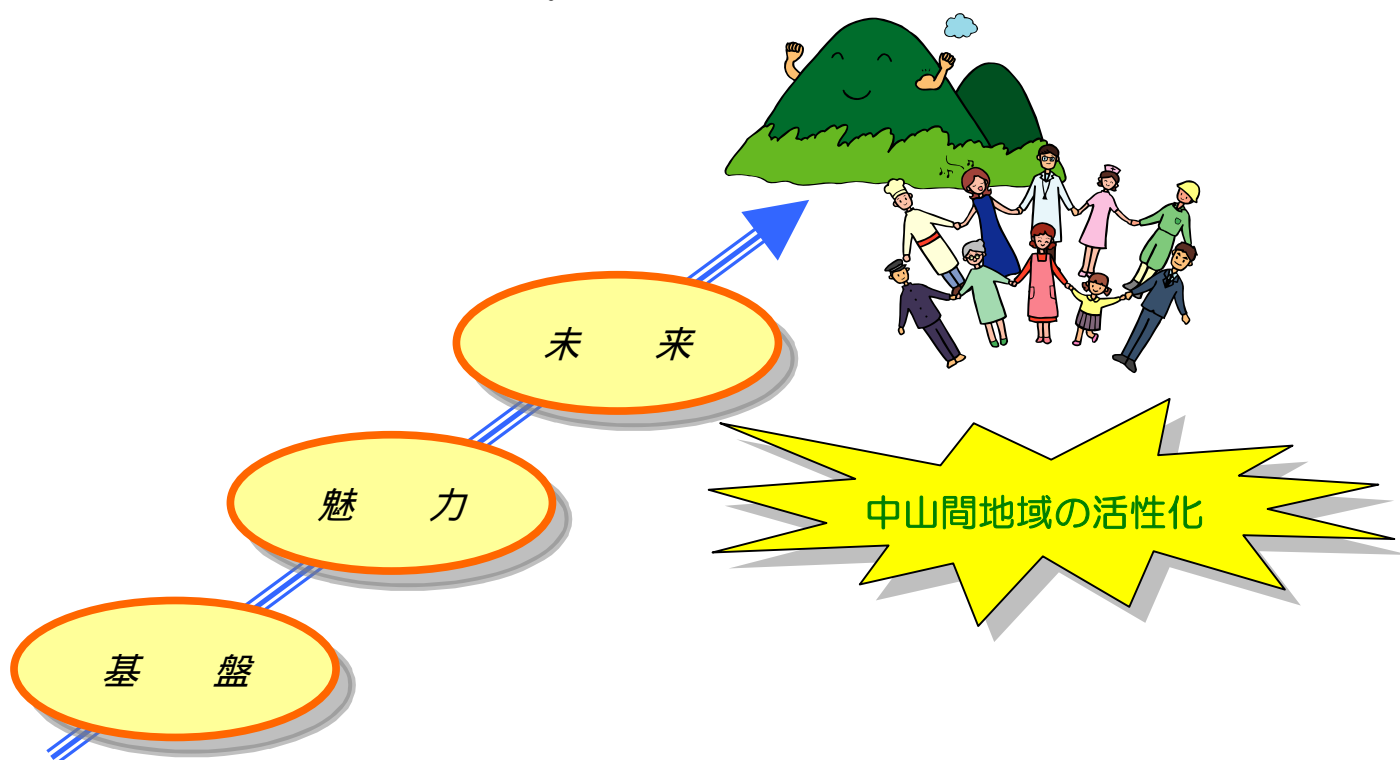 未　来
魅　力
中山間地域の活性化
基　盤